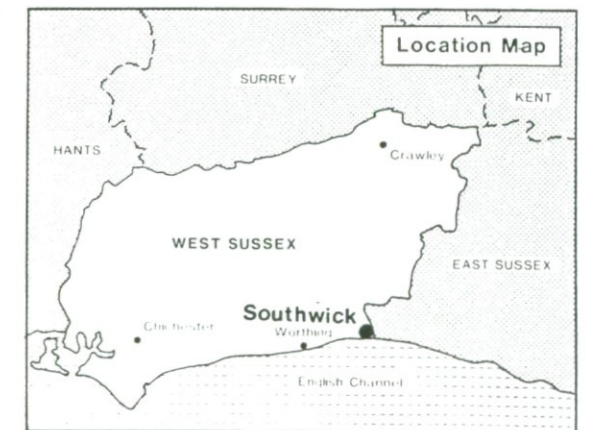 Location Map
SURREY
KENT
HANTS
Crawley
WEST SUSSEX
EAST SUSSEX
Southwick
Chichester
Worthing
English Channel